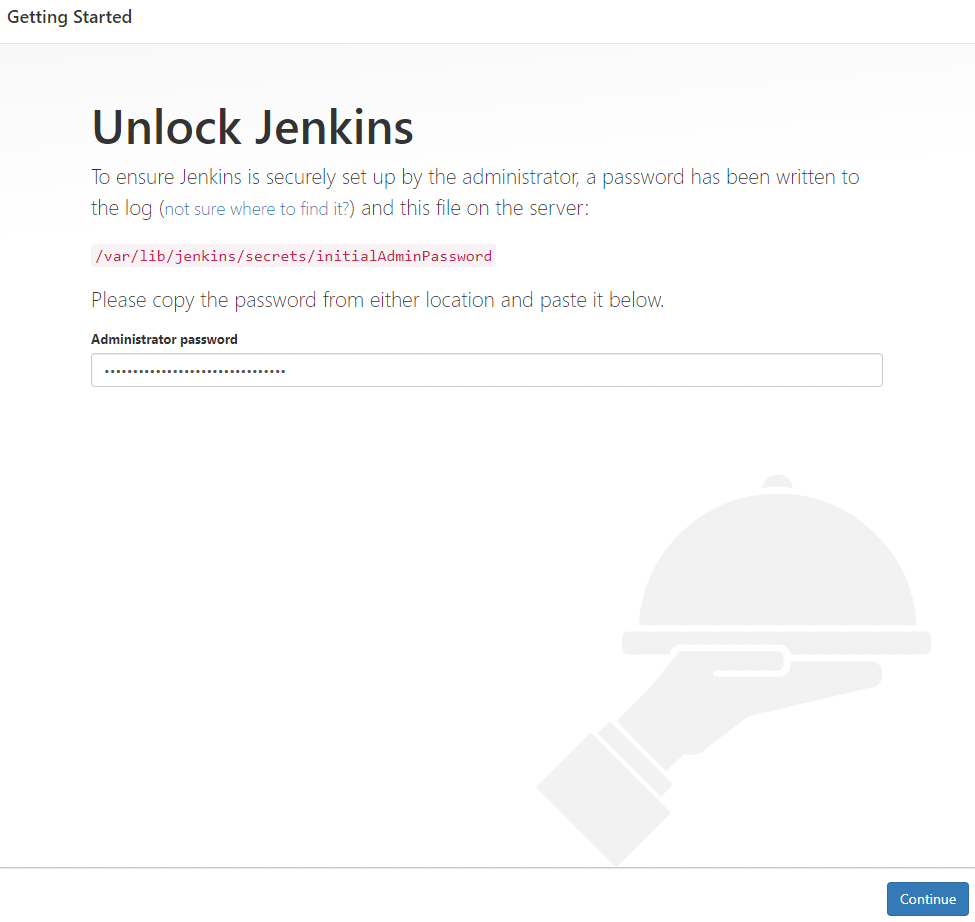 Getting Started
Unlock Jenkins
To ensure Jenkins is securely set up by the administrator, a password has been written to
the log (not sure where to find it?) and this file on the server:
/var/lib/jenkins/secrets/initialAdminPassword
Please copy the password from either location and paste it below.
Administrator password
••••••••••••••••••••••••••••••••
Continue